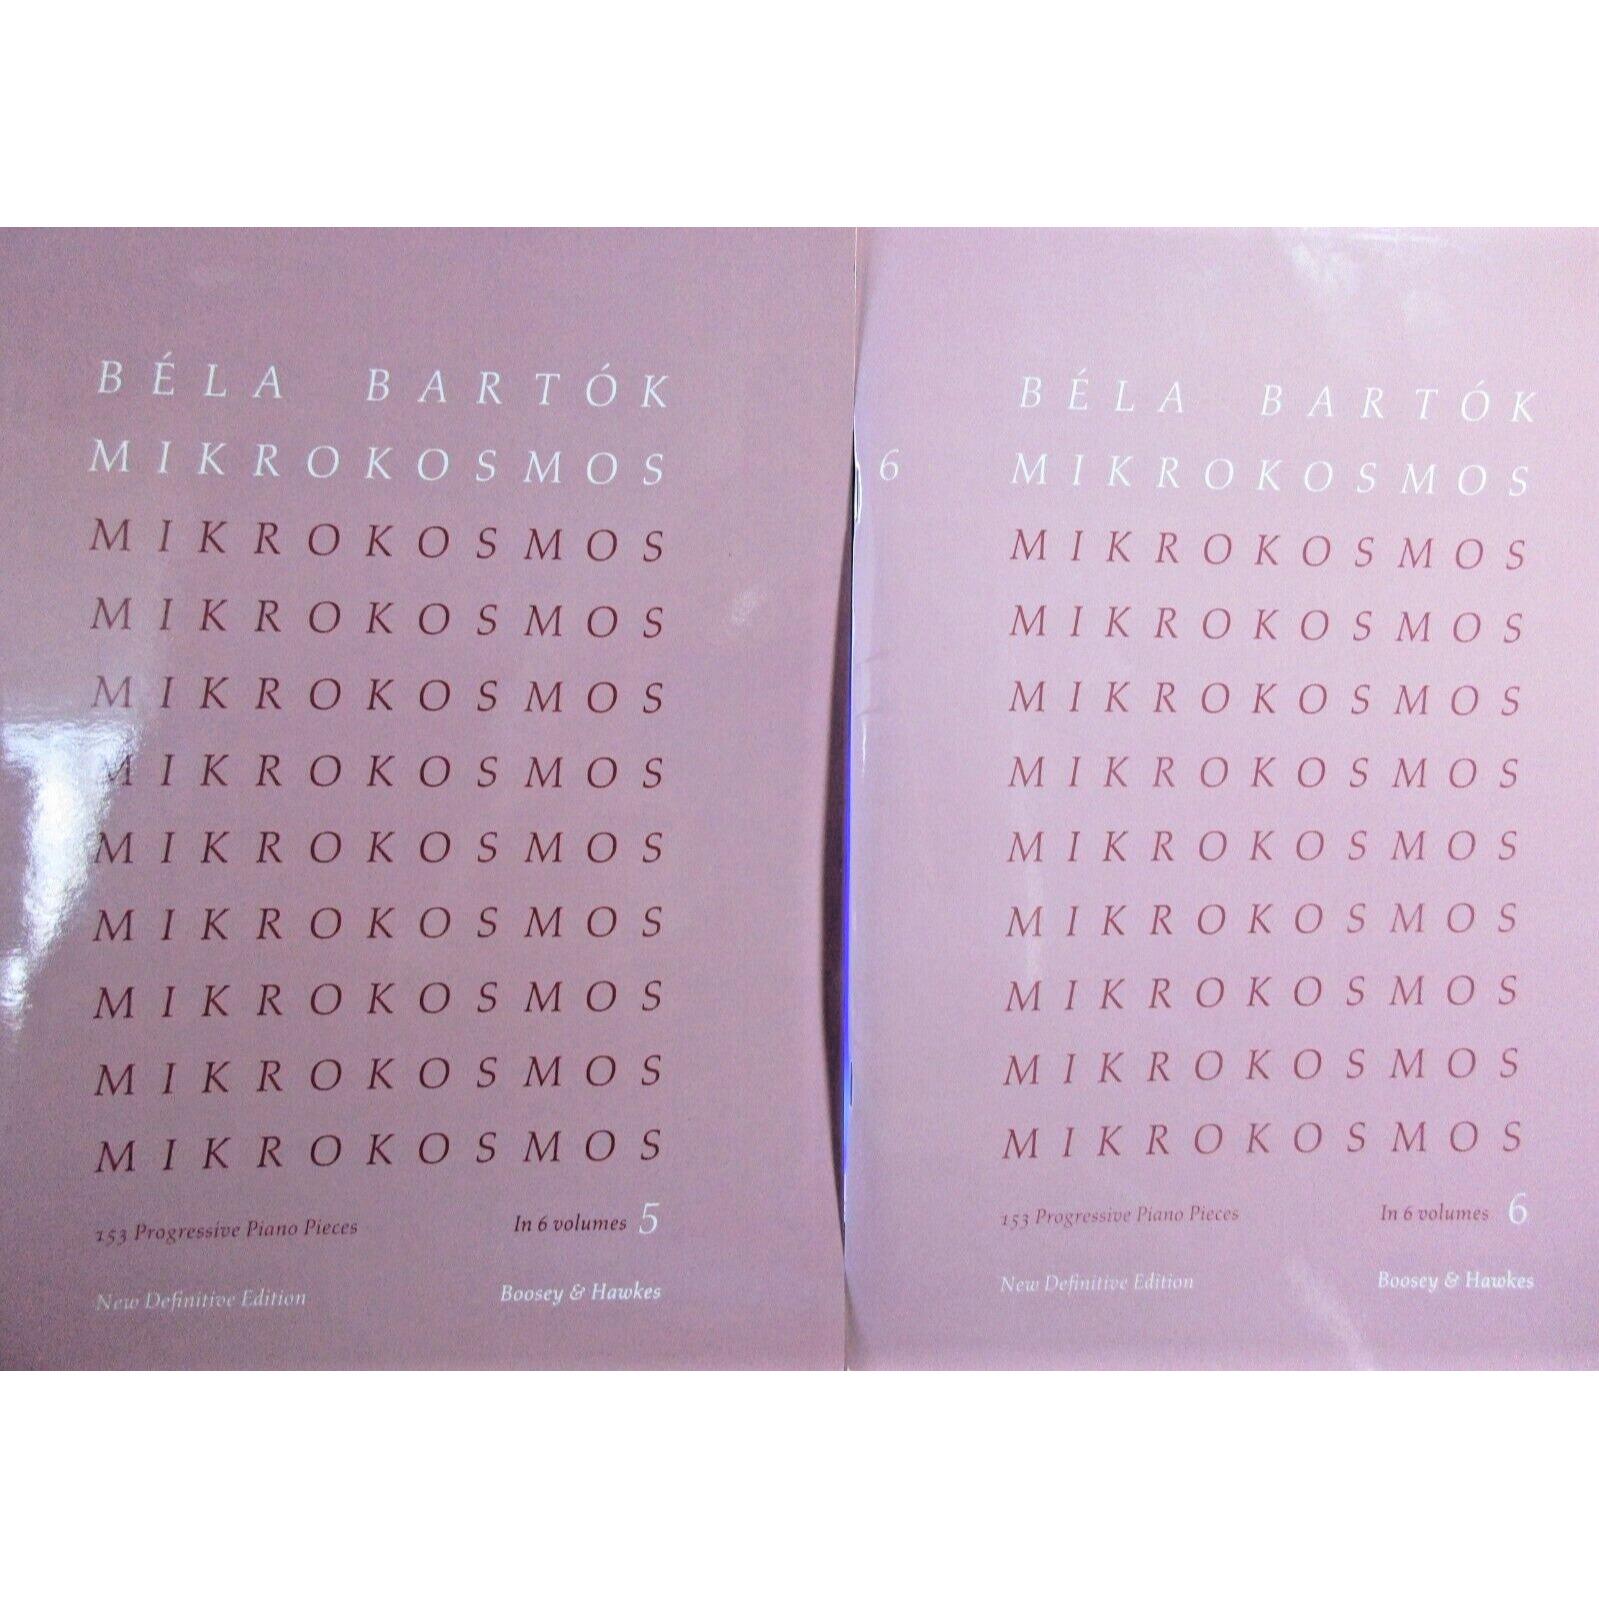 BÉLA BARTÓK
MIKROKOSMOS
MIKROKOSMOS
MIKROKOSMOS
MIKROKOSMOS
MIKROKOSMOS
MIKROKOSMOS
MIKROKOSMOS
MIKROKOSMOS
MIKROKOSMOS
MIKROKOSMOS
153 Progressive Piano Pieces In 6 volumes 5
New Definitive Edition Boosey & Hawkes
BÉLA BARTÓK
6 MIKROKOSMOS
MIKROKOSMOS
MIKROKOSMOS
MIKROKOSMOS
MIKROKOSMOS
MIKROKOSMOS
MIKROKOSMOS
MIKROKOSMOS
MIKROKOSMOS
MIKROKOSMOS
153 Progressive Piano Pieces In 6 volumes 6
New Definitive Edition Boosey & Hawkes